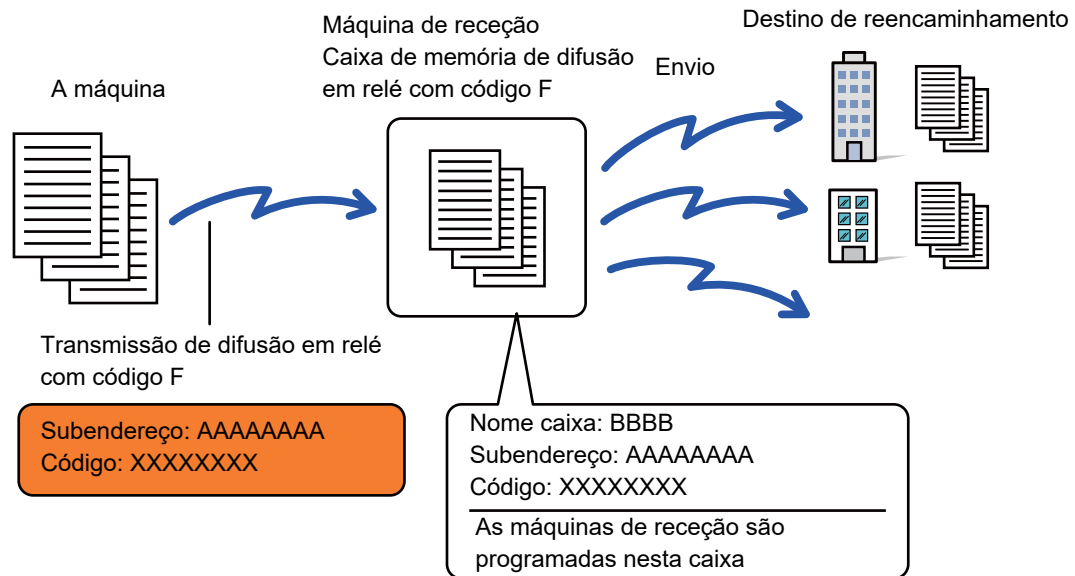 A máquina
Máquina de receção
Caixa de memória de difusão
em relé com código F
Envio
Destino de reencaminhamento
Transmissão de difusão em relé
com código F
Subendereço: AAAAAAAA
Código: XXXXXXXX
Nome caixa: BBBB
Subendereço: AAAAAAAA
Código: XXXXXXXX
As máquinas de receção são
programadas nesta caixa